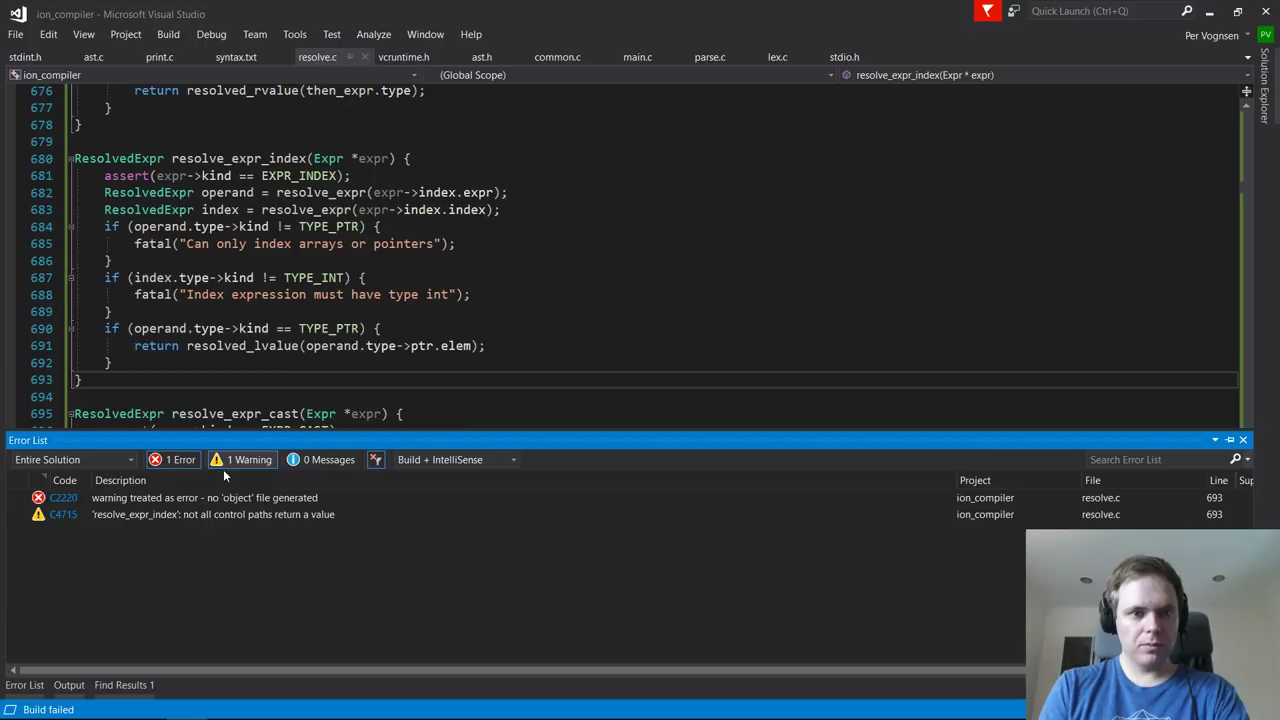 ion_compiler - Microsoft Visual Studio
Quick Launch (Ctrl+Q)
File Edit View Project Build Debug Team Tools Test Analyze Window Help
Per Vognsen PV
stdint.h ast.c print.c syntax.txt resolve.c vcruntime.h ast.h common.c main.c parse.c lex.c stdio.h
ion_compiler (Global Scope) resolve_expr_index(Expr * expr)
Solution Explorer
676 return resolved_rvalue(then_expr.type);
677 }
678 }
679
680 ResolvedExpr resolve_expr_index(Expr *expr) {
681 assert(expr->kind == EXPR_INDEX);
682 ResolvedExpr operand = resolve_expr(expr->index.expr);
683 ResolvedExpr index = resolve_expr(expr->index.index);
684 if (operand.type->kind != TYPE_PTR) {
685 fatal("Can only index arrays or pointers");
686 }
687 if (index.type->kind != TYPE_INT) {
688 fatal("Index expression must have type int");
689 }
690 if (operand.type->kind == TYPE_PTR) {
691 return resolved_lvalue(operand.type->ptr.elem);
692 }
693 }
694
695 ResolvedExpr resolve_expr_cast(Expr *expr) {
Error List
Entire Solution 1 Error 1 Warning 0 Messages Build + IntelliSense Search Error List
Code Description Project File Line Sup
C2220 warning treated as error - no 'object' file generated ion_compiler resolve.c 693
C4715 'resolve_expr_index': not all control paths return a value ion_compiler resolve.c 693
Error List Output Find Results 1
Build failed